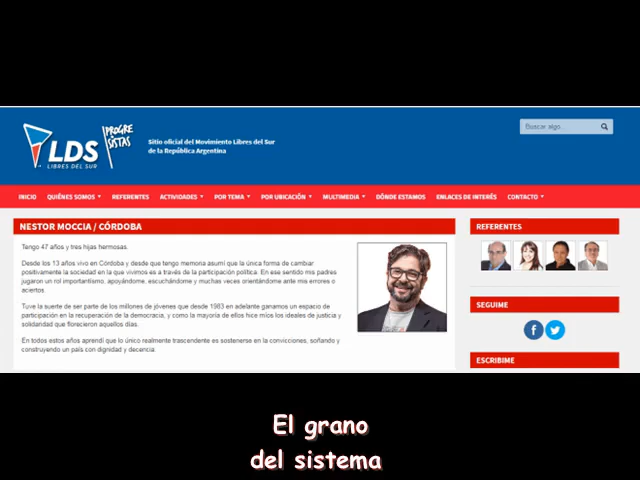 PROGRE
SISTAS
LDS
LIBRES DEL SUR
Sitio oficial del Movimiento Libres del Sur
de la República Argentina
Buscar algo..
INICIO QUIÉNES SOMOS REFERENTES ACTIVIDADES POR TEMA POR UBICACIÓN MULTIMEDIA DÓNDE ESTAMOS ENLACES DE INTERÉS CONTACTO
NESTOR MOCCIA / CÓRDOBA
Tengo 47 años y tres hijas hermosas.
Desde los 13 años vivo en Córdoba y desde que tengo memoria asumí que la única forma de cambiar
positivamente la sociedad en la que vivimos es a través de la participación política. En ese sentido mis padres
jugaron un rol importantísimo, apoyándome, escuchándome y muchas veces orientándome ante mis errores o
aciertos
Tuve la suerte de ser parte de los millones de jóvenes que desde 1983 en adelante ganamos un espacio de
participación en la recuperación de la democracia, y como la mayoría de ellos hice míos los ideales de justicia y
solidaridad que florecieron aquellos días.
En todos estos años aprendí que lo único realmente trascendente es sostenerse en la convicciones, soñando y
construyendo un país con dignidad y decencia
REFERENTES
SEGUIME
ESCRIBIME
El grano
del sistema